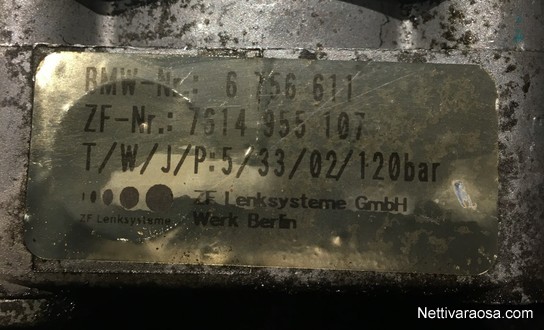 BMW-Nr.: 6 756 611
ZF-Nr.: 7614 955 107
T/W/J/P:5/33/02/120bar
ZF Lenksysteme GmbH
ZF Lenksysteme Werk Berlin
Nettivaraosa.com